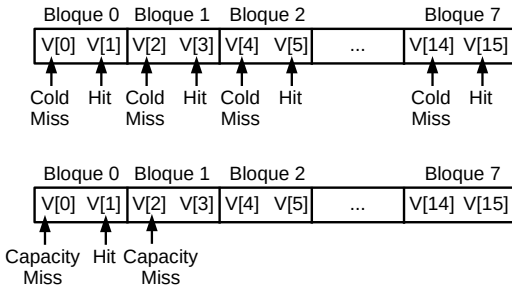 Bloque 0 Bloque 1 Bloque 2 Bloque 7
V[0] V[1] V[2] V[3] V[4] V[5] ... V[14] V[15]
Cold Hit Cold Hit Cold Hit Cold Hit
Miss Miss Miss Miss
Bloque 0 Bloque 1 Bloque 2 Bloque 7
V[0] V[1] V[2] V[3] V[4] V[5] ... V[14] V[15]
Capacity Hit Capacity
Miss Miss